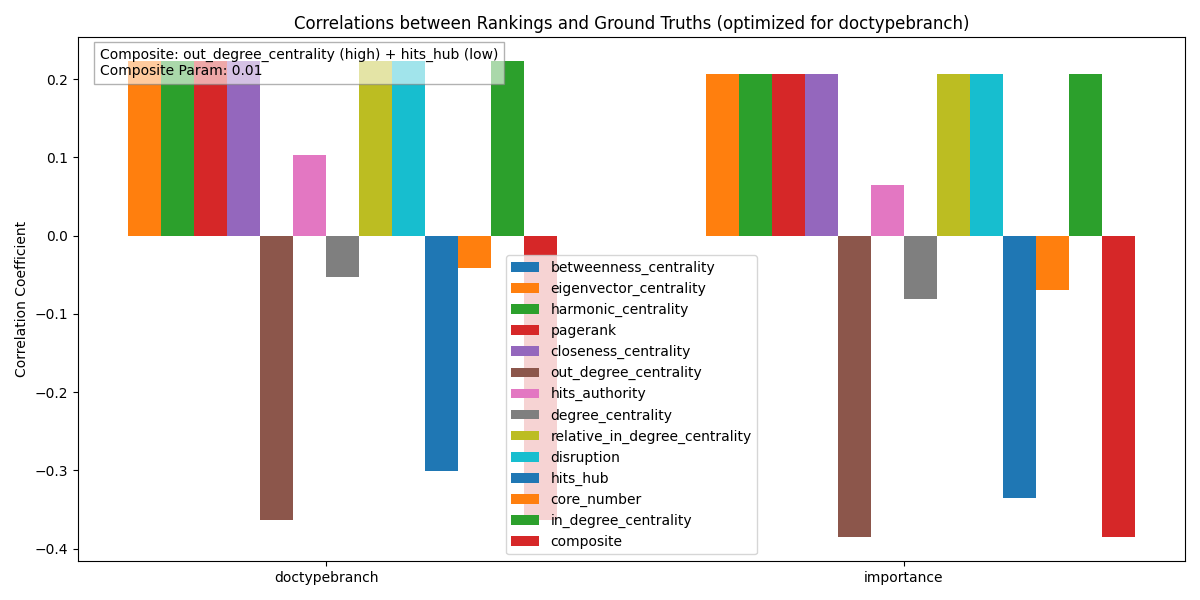 Correlations between Rankings and Ground Truths (optimized for doctypebranch)
Composite: out_degree_centrality (high) + hits_hub (low)
Composite Param: 0.01
Correlation Coefficient
0.2
0.1
0.0
−0.1
−0.2
−0.3
−0.4
betweenness_centrality
eigenvector_centrality
harmonic_centrality
pagerank
closeness_centrality
out_degree_centrality
hits_authority
degree_centrality
relative_in_degree_centrality
disruption
hits_hub
core_number
in_degree_centrality
composite
doctypebranch
importance